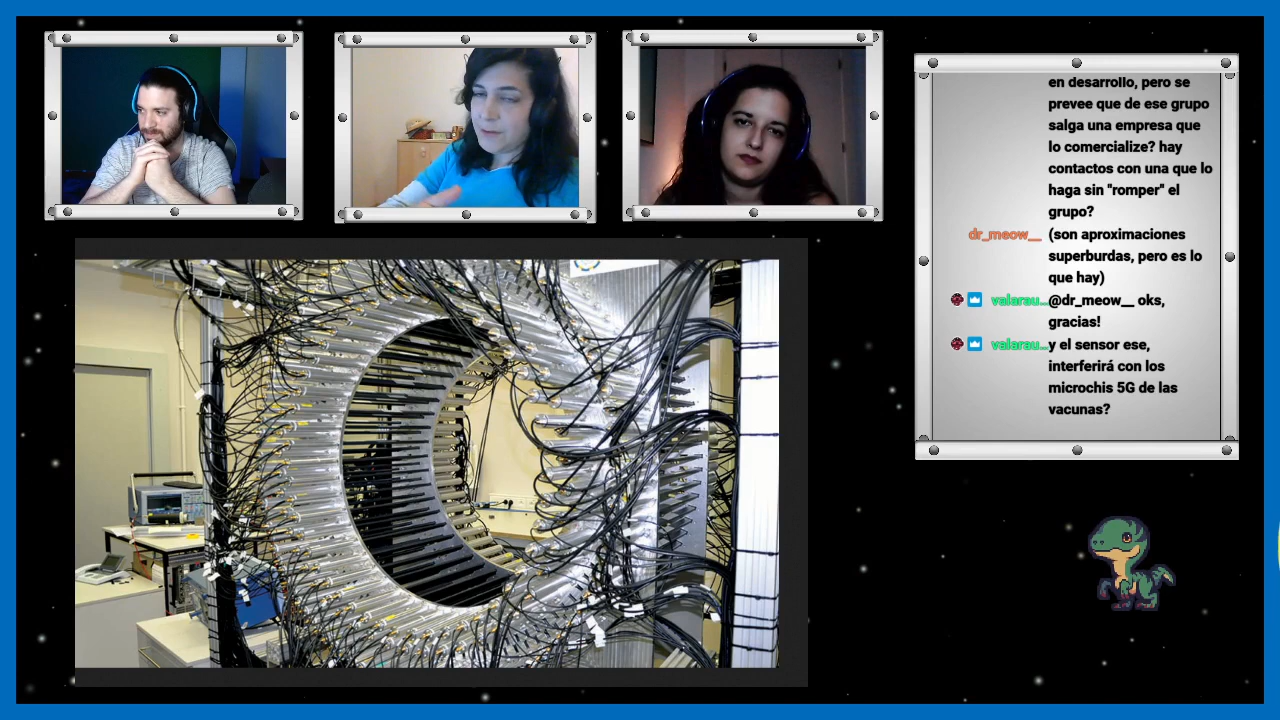 en desarrollo, pero se
prevee que de ese grupo
salga una empresa que
lo comercialize? hay
contactos con una que lo
haga sin "romper" el
grupo?
dr_meow__ (son aproximaciones
superburdas, pero es lo
que hay)
valarau... @dr_meow__ oks,
gracias!
valarau... y el sensor ese,
interferirá con los
microchis 5G de las
vacunas?